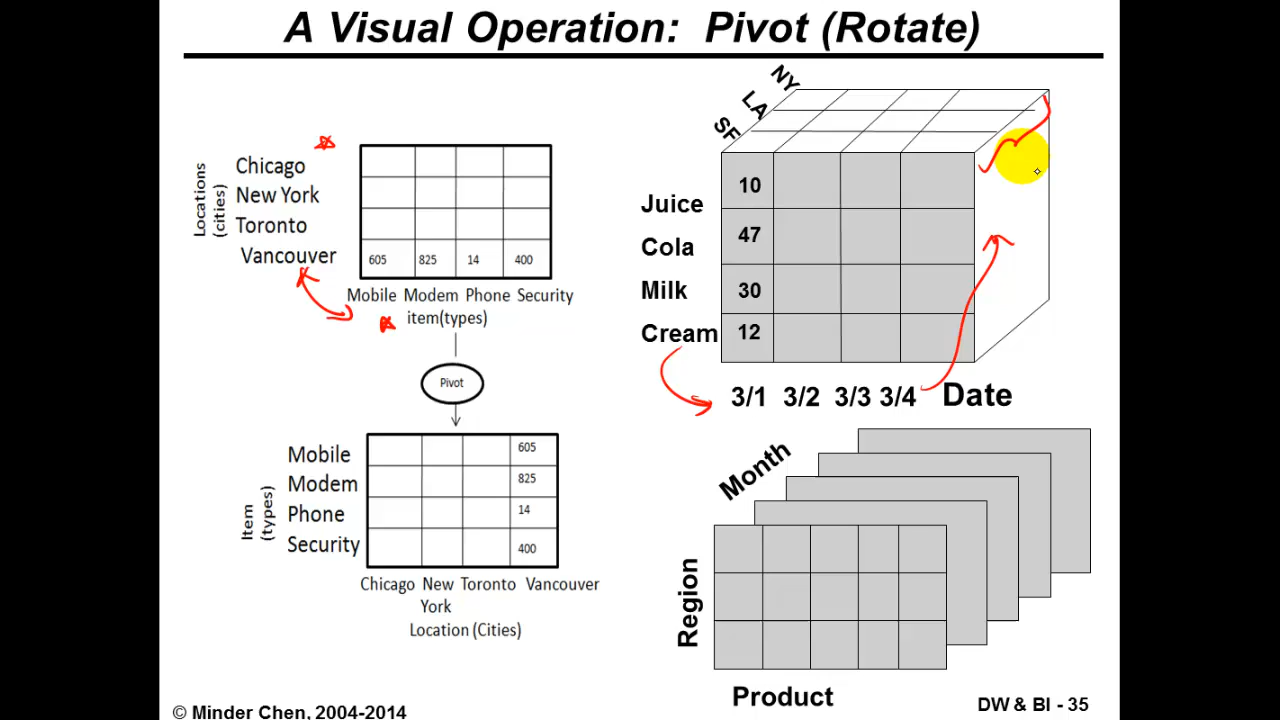 A Visual Operation: Pivot (Rotate)
Locations
(cities)
Chicago
New York
Toronto
Vancouver
605 825 14 400
Mobile Modem Phone Security
item(types)
Pivot
Item
(types)
Mobile
Modem
Phone
Security
605
825
14
400
Chicago New Toronto Vancouver
York
Location (Cities)
NY
LA
SF
Juice
Cola
Milk
Cream
10
47
30
12
3/1 3/2 3/3 3/4 Date
Month
Region
Product
© Minder Chen, 2004-2014
DW & BI - 35